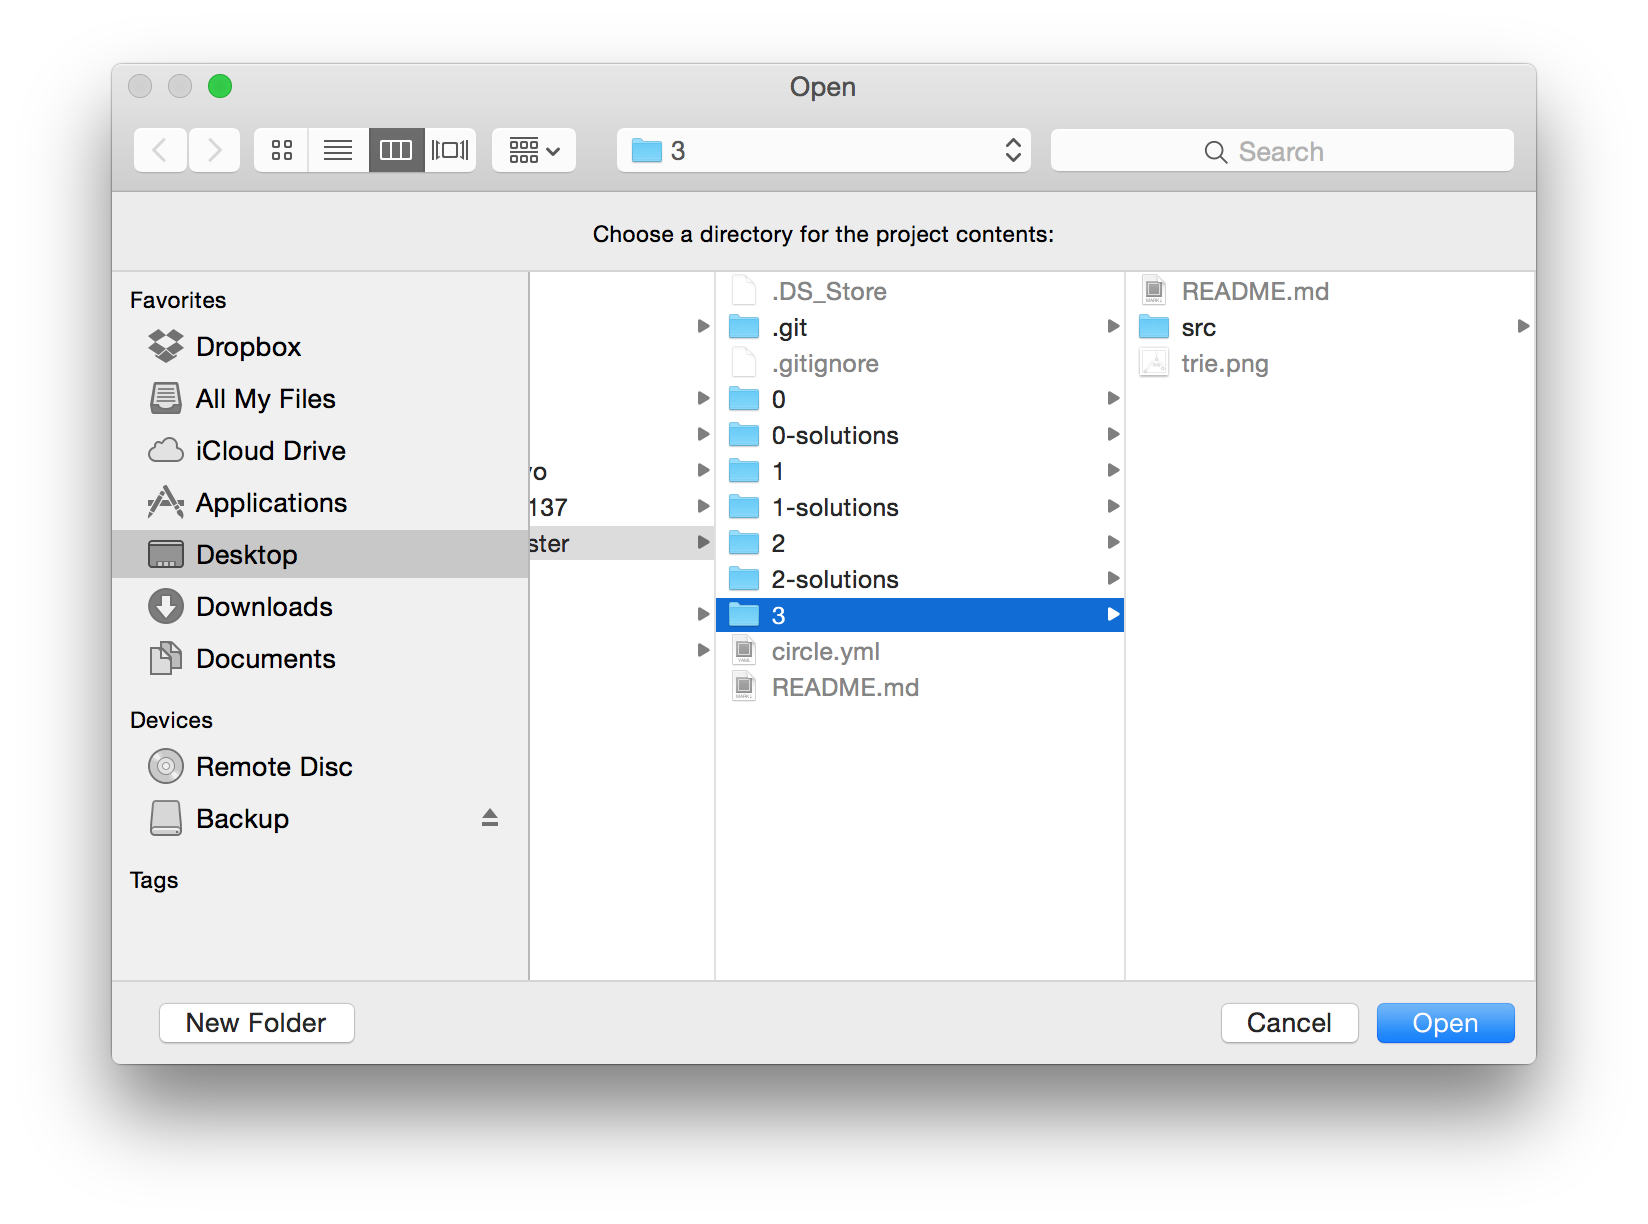 Open
3
Search
Choose a directory for the project contents:
Favorites
Dropbox
All My Files
iCloud Drive
Applications
Desktop
Downloads
Documents
Devices
Remote Disc
Backup
Tags
137
ster
.DS_Store
.git
.gitignore
0
0-solutions
1
1-solutions
2
2-solutions
3
circle.yml
README.md
README.md
src
trie.png
New Folder
Cancel
Open